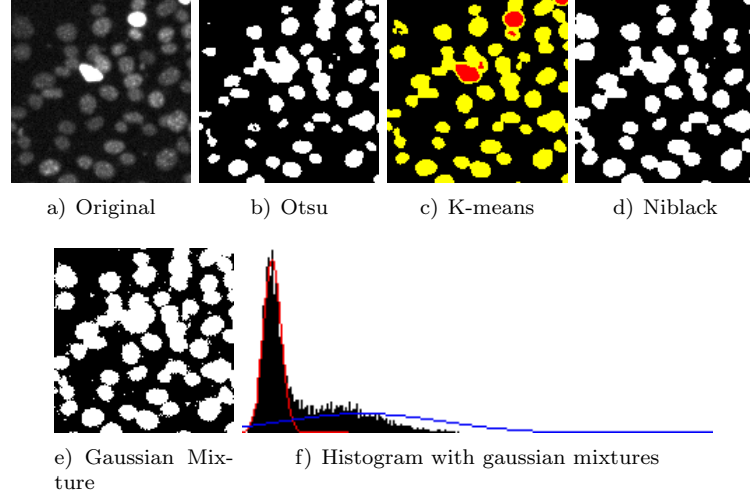 a) Original
b) Otsu
c) K-means
d) Niblack
e) Gaussian Mix-
ture
f) Histogram with gaussian mixtures